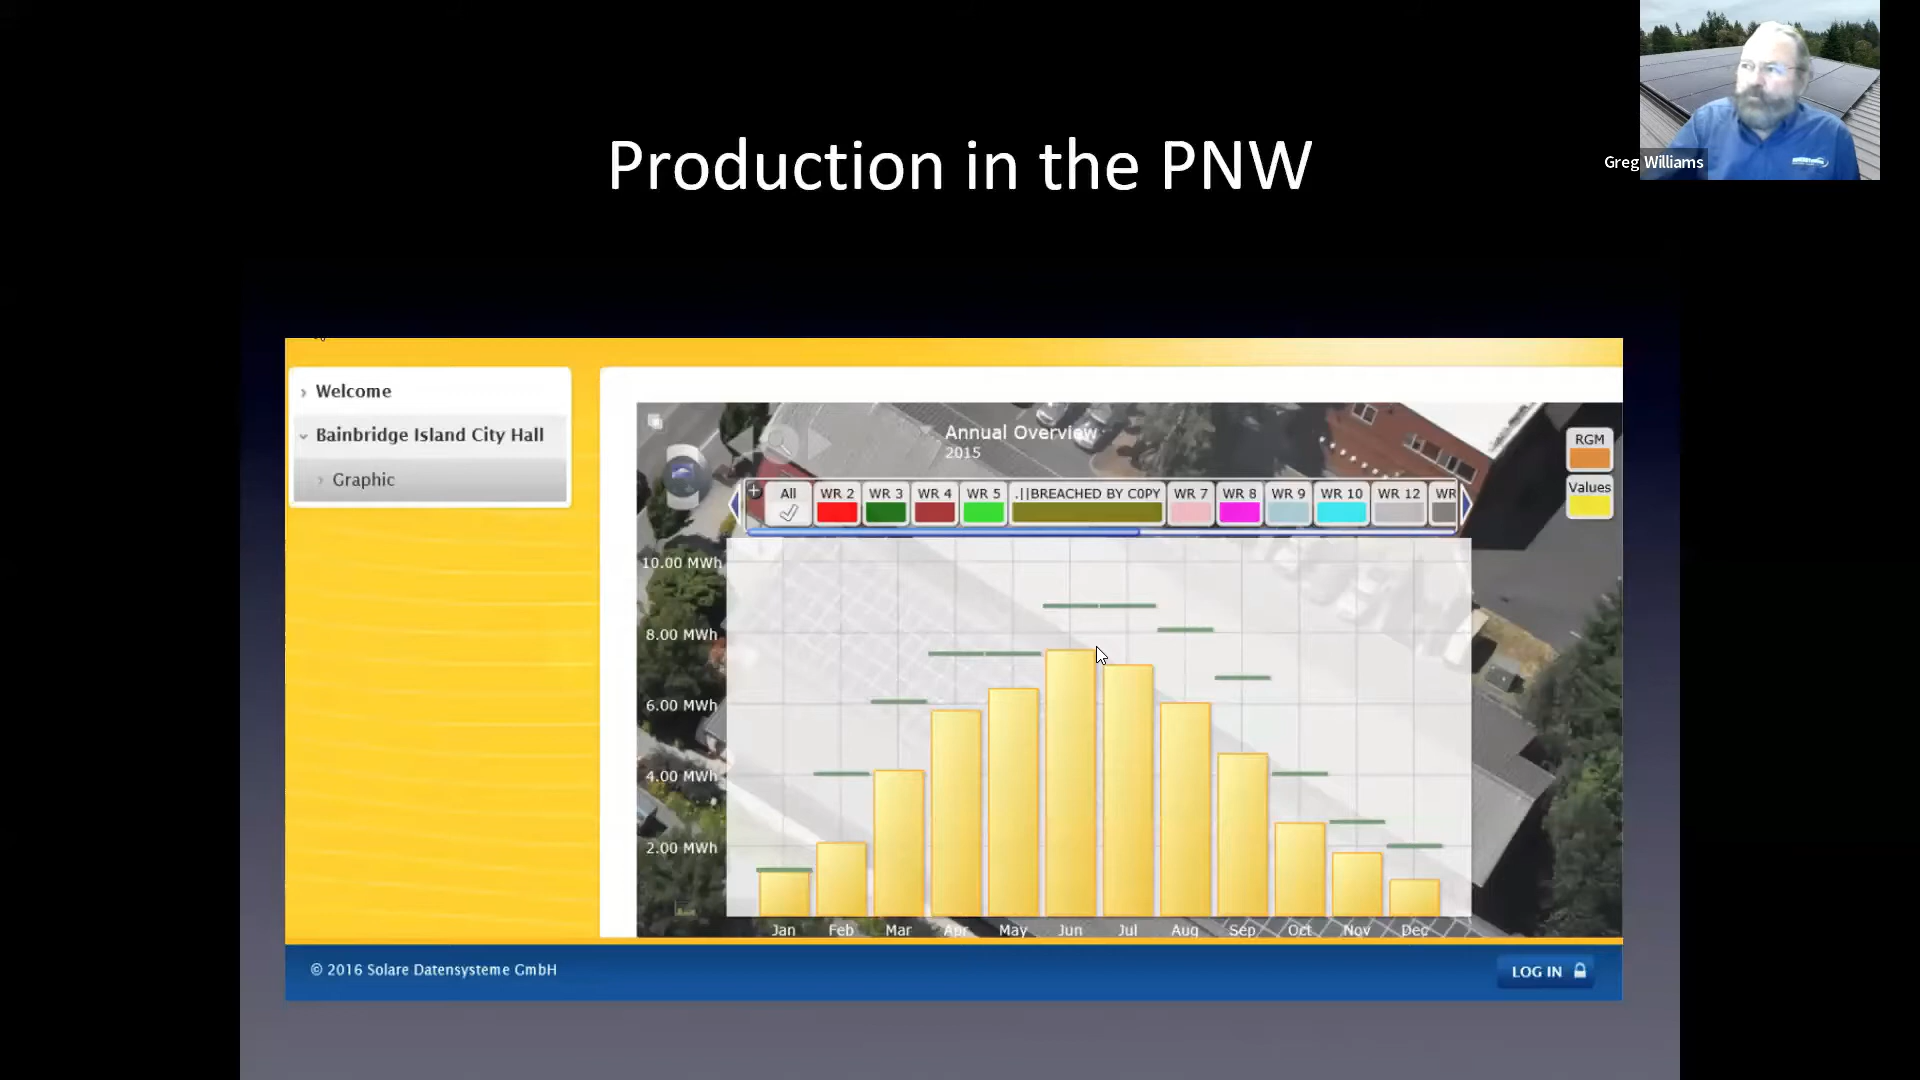 Greg Williams
Production in the PNW
Welcome
Bainbridge Island City Hall
Graphic
Annual Overview
2015
RGM
Values
All
WR 2
WR 3
WR 4
WR 5
.||BREACHED BY C0PY
WR 7
WR 8
WR 9
WR 10
WR 12
WR
10.00 MWh
8.00 MWh
6.00 MWh
4.00 MWh
2.00 MWh
Jan Feb Mar Apr May Jun Jul Aug Sep Oct Nov Dec
© 2016 Solare Datensysteme GmbH
LOG IN